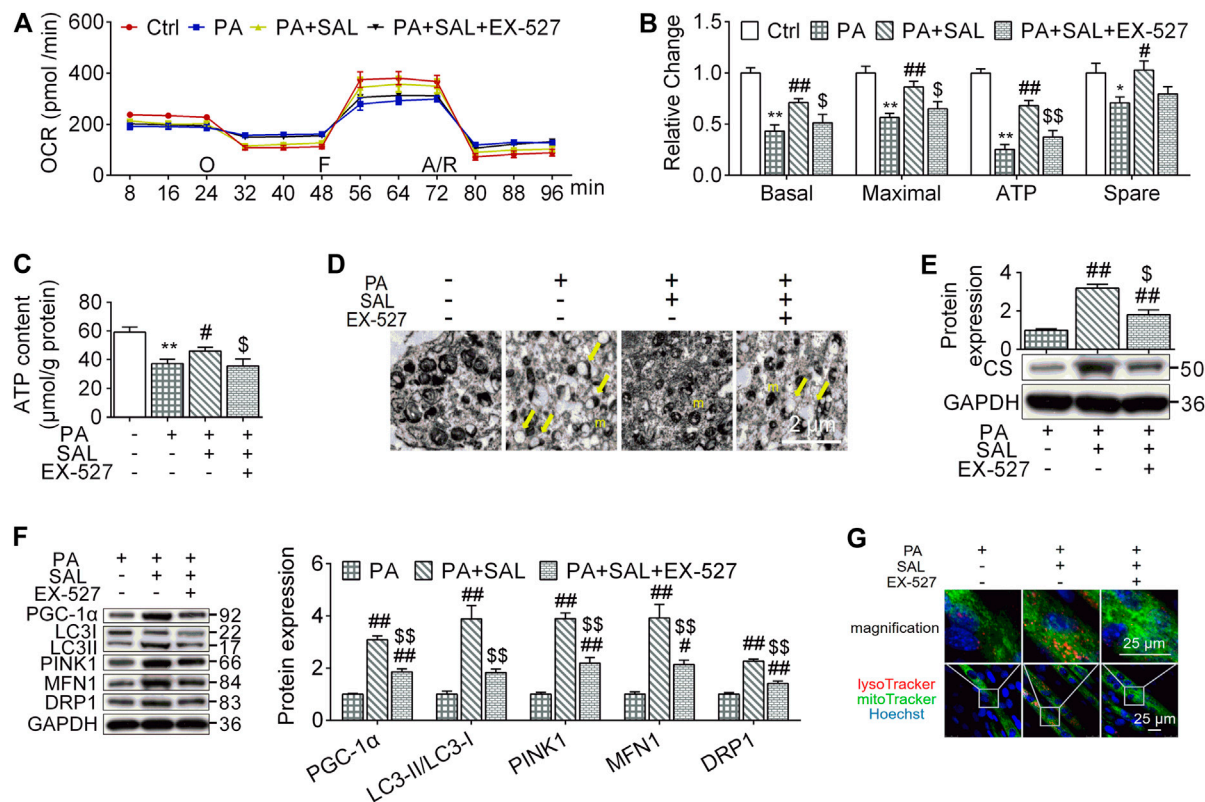 A
Ctrl PA PA+SAL PA+SAL+EX-527
OCR (pmol /min)
600
400
200
0
O F A/R
8 16 24 32 40 48 56 64 72 80 88 96 min
B
Ctrl PA PA+SAL PA+SAL+EX-527
Relative Change
1.5
1.0
0.5
0.0
** ## $
** ## $
** ## $$
* #
Basal Maximal ATP Spare
C
ATP content
(μmol/g protein)
80
60
40
20
0
** # $
PA - + + +
SAL - - + +
EX-527 - - - +
D
PA - + + +
SAL - - + +
EX-527 - - - +
m m m
2 μm
E
Protein
expression
4
2
0
## $
##
CS 50
GAPDH 36
PA + + +
SAL - + +
EX-527 - - +
F
PA + + +
SAL - + +
EX-527 - - +
PGC-1α 92
LC3I 22
LC3II 17
PINK1 66
MFN1 84
DRP1 83
GAPDH 36
PA PA+SAL PA+SAL+EX-527
Protein expression
6
4
2
0
## $$ ##
## $$
## $$ ##
## $$ #
## $$ ##
PGC-1α LC3-II/LC3-I PINK1 MFN1 DRP1
G
PA + + +
SAL - + +
EX-527 - - +
magnification
25 μm
lysoTracker
mitoTracker
Hoechst
25 μm